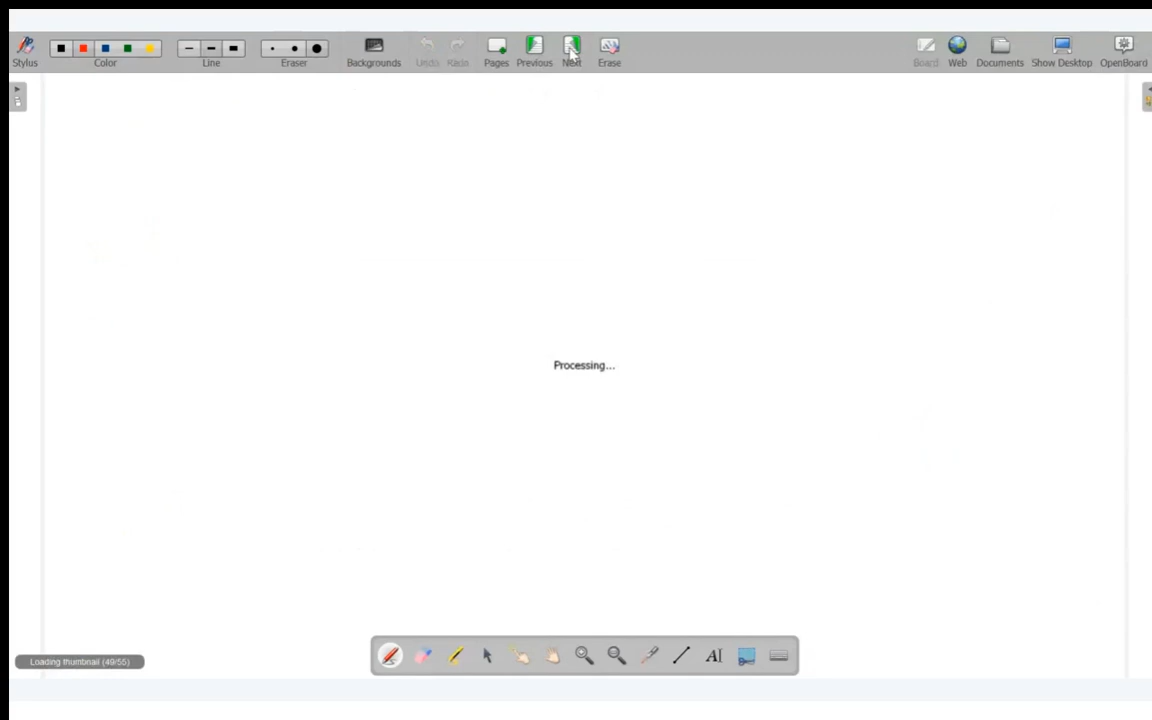 Stylus Color Line Eraser Backgrounds Undo Redo Pages Previous Next Erase Board Web Documents Show Desktop OpenBoard
Processing...
AI
Loading thumbnail (49/55)